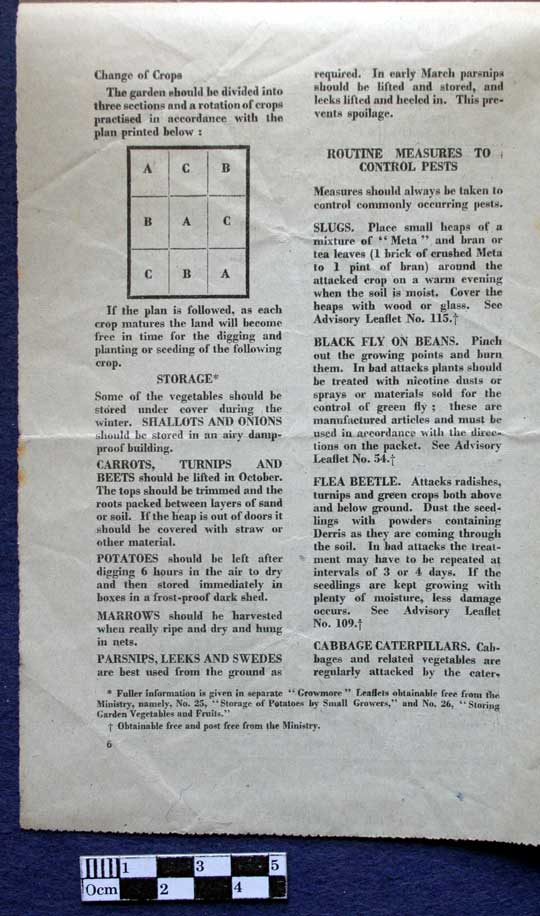 Change of Crops
The garden should be divided into
three sections and a rotation of crops
practised in accordance with the
plan printed below :
A C B
B A C
C B A
If the plan is followed, as each
crop matures the land will become
free in time for the digging and
planting or seeding of the following
crop.
STORAGE*
Some of the vegetables should be
stored under cover during the
winter. SHALLOTS AND ONIONS
should be stored in an airy damp-
proof building.
CARROTS, TURNIPS AND
BEETS should be lifted in October.
The tops should be trimmed and the
roots packed between layers of sand
or soil. If the heap is out of doors it
should be covered with straw or
other material.
POTATOES should be left after
digging 6 hours in the air to dry
and then stored immediately in
boxes in a frost-proof dark shed.
MARROWS should be harvested
when really ripe and dry and hung
in nets.
PARSNIPS, LEEKS AND SWEDES
are best used from the ground as
required. In early March parsnips
should be lifted and stored, and
leeks lifted and heeled in. This pre-
vents spoilage.
ROUTINE MEASURES TO
CONTROL PESTS
Measures should always be taken to
control commonly occurring pests.
SLUGS. Place small heaps of a
mixture of "Meta" and bran or
tea leaves (1 brick of crushed Meta
to 1 pint of bran) around the
attacked crop on a warm evening
when the soil is moist. Cover the
heaps with wood or glass. See
Advisory Leaflet No. 115.†
BLACK FLY ON BEANS. Pinch
out the growing points and burn
them. In bad attacks plants should
be treated with nicotine dusts or
sprays or materials sold for the
control of green fly ; these are
manufactured articles and must be
used in accordance with the direc-
tions on the packet. See Advisory
Leaflet No. 54.†
FLEA BEETLE. Attacks radishes,
turnips and green crops both above
and below ground. Dust the seed-
lings with powders containing
Derris as they are coming through
the soil. In bad attacks the treat-
ment may have to be repeated at
intervals of 3 or 4 days. If the
seedlings are kept growing with
plenty of moisture, less damage
occurs. See Advisory Leaflet
No. 109.†
CABBAGE CATERPILLARS. Cab-
bages and related vegetables are
regularly attacked by the cater-
* Fuller information is given in separate "Growmore" Leaflets obtainable free from the
Ministry, namely, No. 25, "Storage of Potatoes by Small Growers," and No. 26, "Storing
Garden Vegetables and Fruits."
† Obtainable free and post free from the Ministry.
6
1 3 5
0cm 2 4